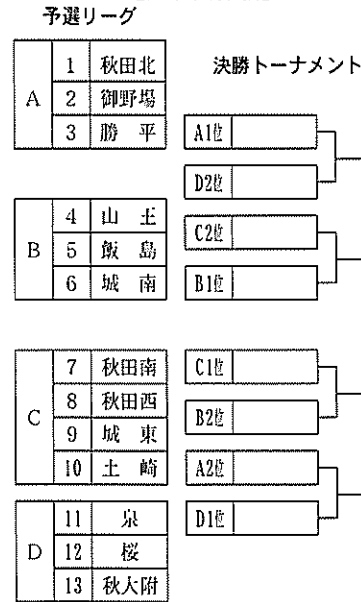 予選リーグ
A
1 秋田北
2 御野場
3 勝 平
B
4 山 王
5 飯 島
6 城 南
C
7 秋田南
8 秋田西
9 城 東
10 土 崎
D
11 泉
12 桜
13 秋大附
決勝トーナメント
A1位
D2位
C2位
B1位
C1位
B2位
A2位
D1位